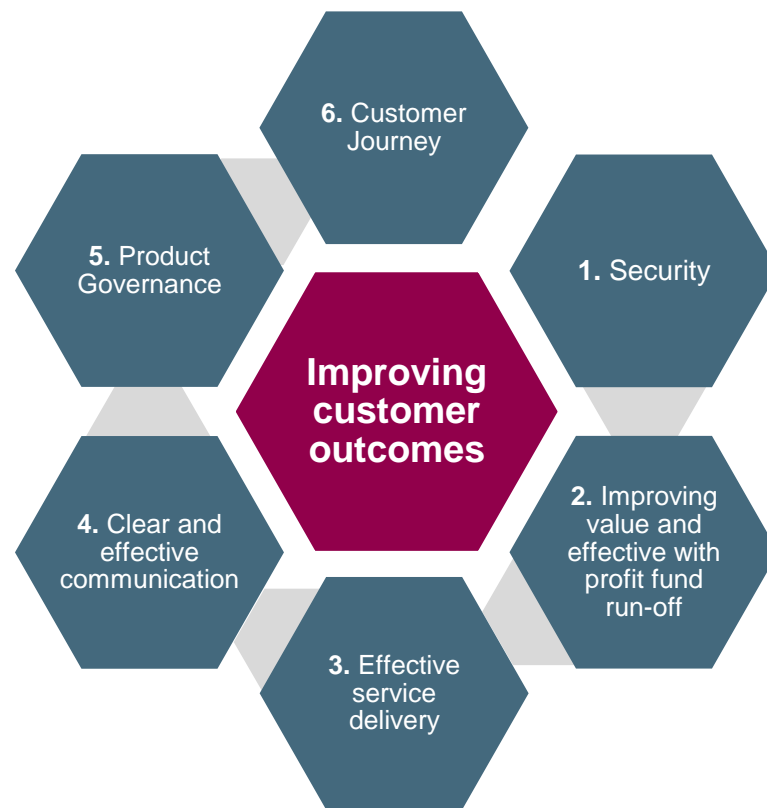 6. Customer
Journey
1. Security
2. Improving
value and
effective with
profit fund
run-off
3. Effective
service
delivery
4. Clear and
effective
communication
5. Product
Governance
Improving
customer
outcomes